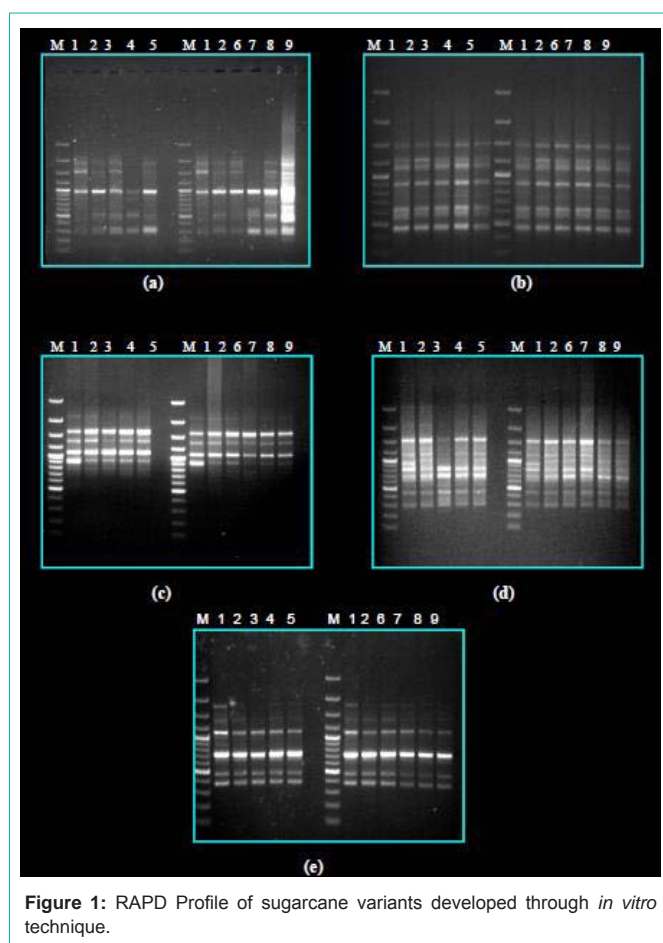 M 1 2 3 4 5 M 1 2 6 7 8 9
M 1 2 3 4 5 M 1 2 6 7 8 9
(a)
(b)
M 1 2 3 4 5 M 1 2 6 7 8 9
M 1 2 3 4 5 M 1 2 6 7 8 9
(c)
(d)
M 1 2 3 4 5 M 1 2 6 7 8 9
(e)
Figure 1: RAPD Profile of sugarcane variants developed through in vitro
technique.